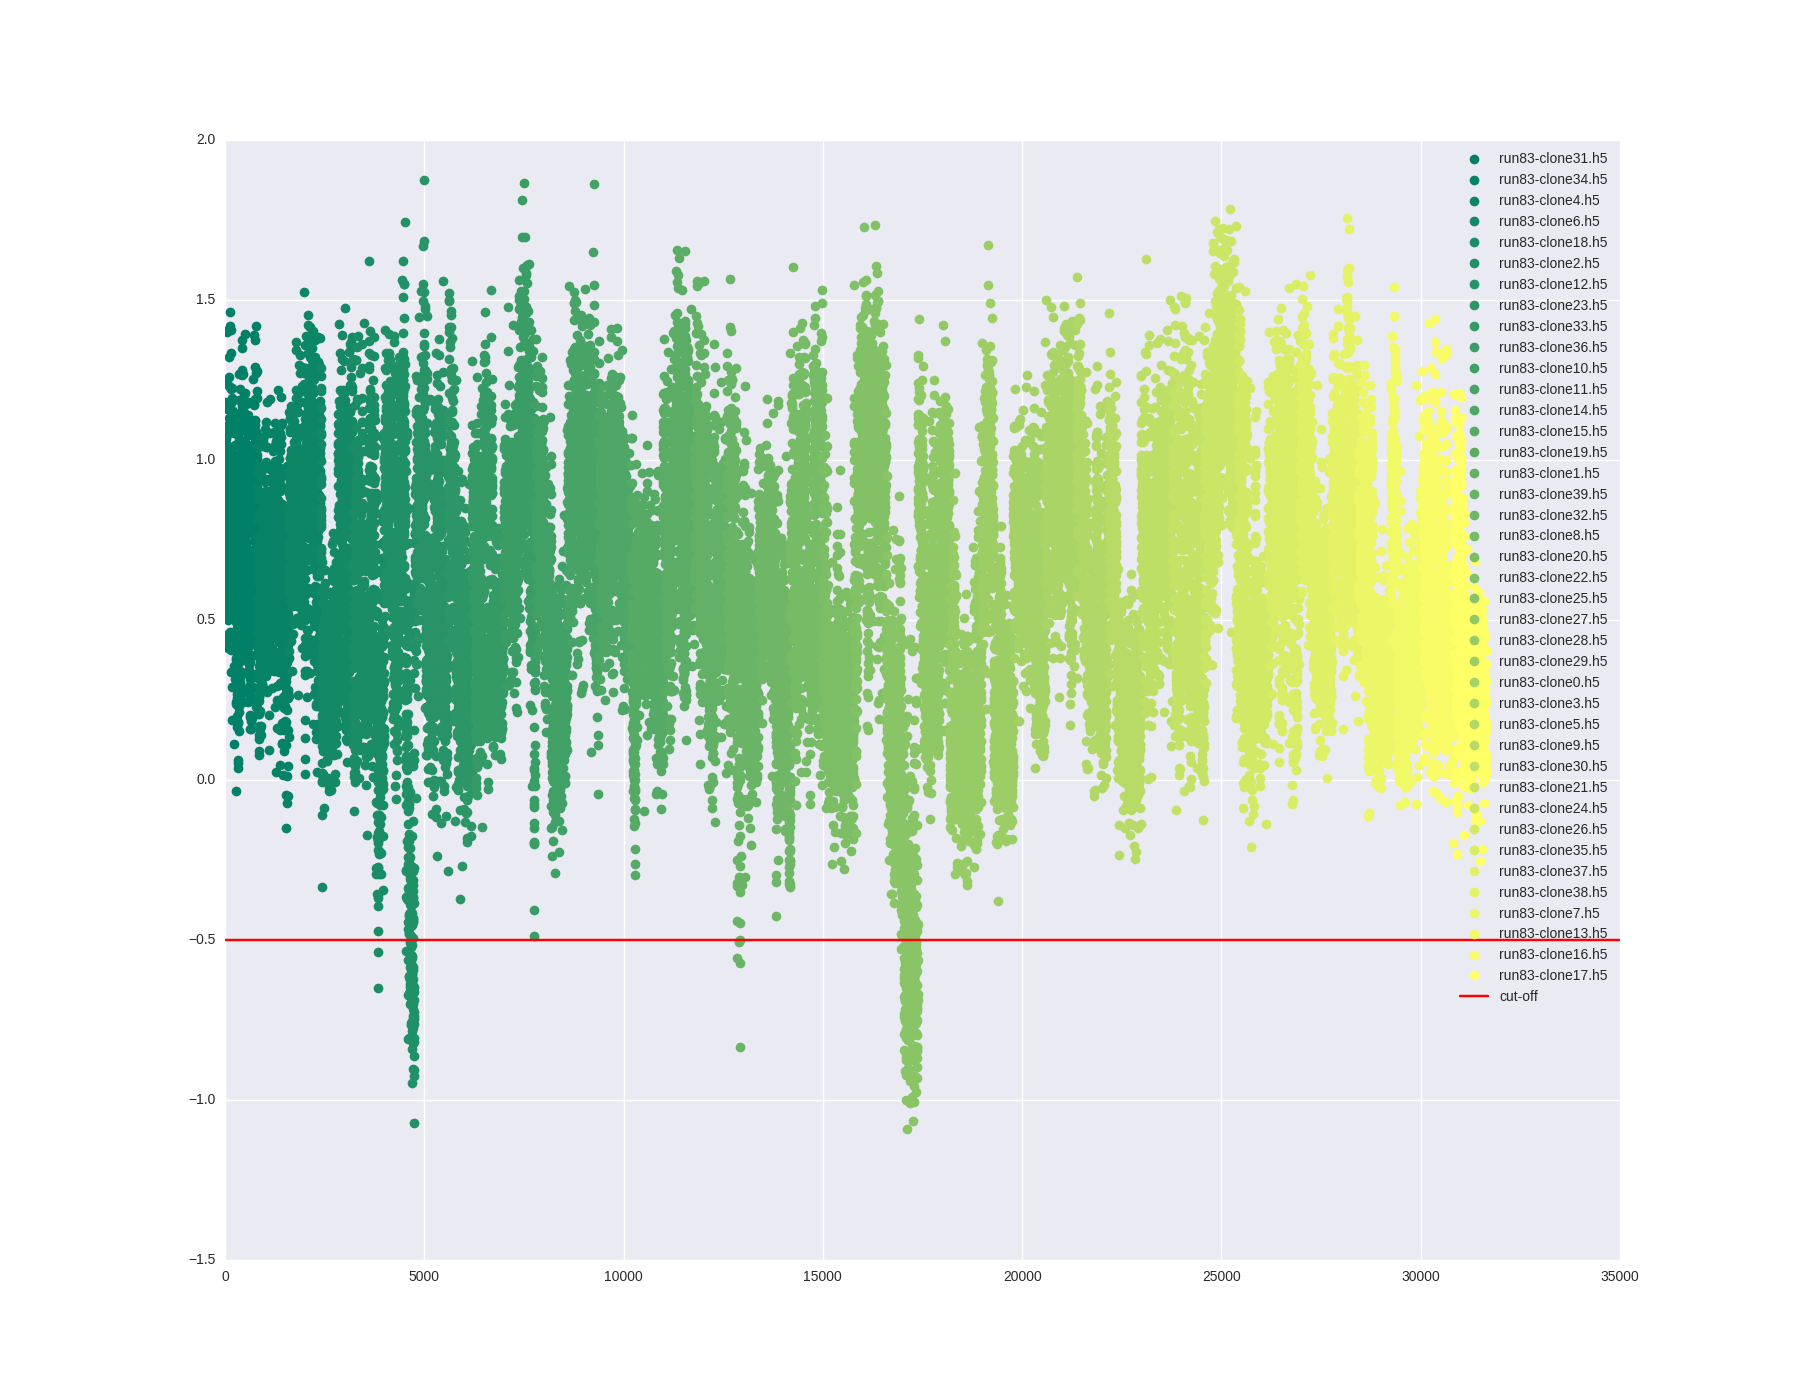 2.0
1.5
1.0
0.5
0.0
−0.5
−1.0
−1.5
0
5000
10000
15000
20000
25000
30000
35000
run83-clone31.h5
run83-clone34.h5
run83-clone4.h5
run83-clone6.h5
run83-clone18.h5
run83-clone2.h5
run83-clone12.h5
run83-clone23.h5
run83-clone33.h5
run83-clone36.h5
run83-clone10.h5
run83-clone11.h5
run83-clone14.h5
run83-clone15.h5
run83-clone19.h5
run83-clone1.h5
run83-clone39.h5
run83-clone32.h5
run83-clone8.h5
run83-clone20.h5
run83-clone22.h5
run83-clone25.h5
run83-clone27.h5
run83-clone28.h5
run83-clone29.h5
run83-clone0.h5
run83-clone3.h5
run83-clone5.h5
run83-clone9.h5
run83-clone30.h5
run83-clone21.h5
run83-clone24.h5
run83-clone26.h5
run83-clone35.h5
run83-clone37.h5
run83-clone38.h5
run83-clone7.h5
run83-clone13.h5
run83-clone16.h5
run83-clone17.h5
cut-off